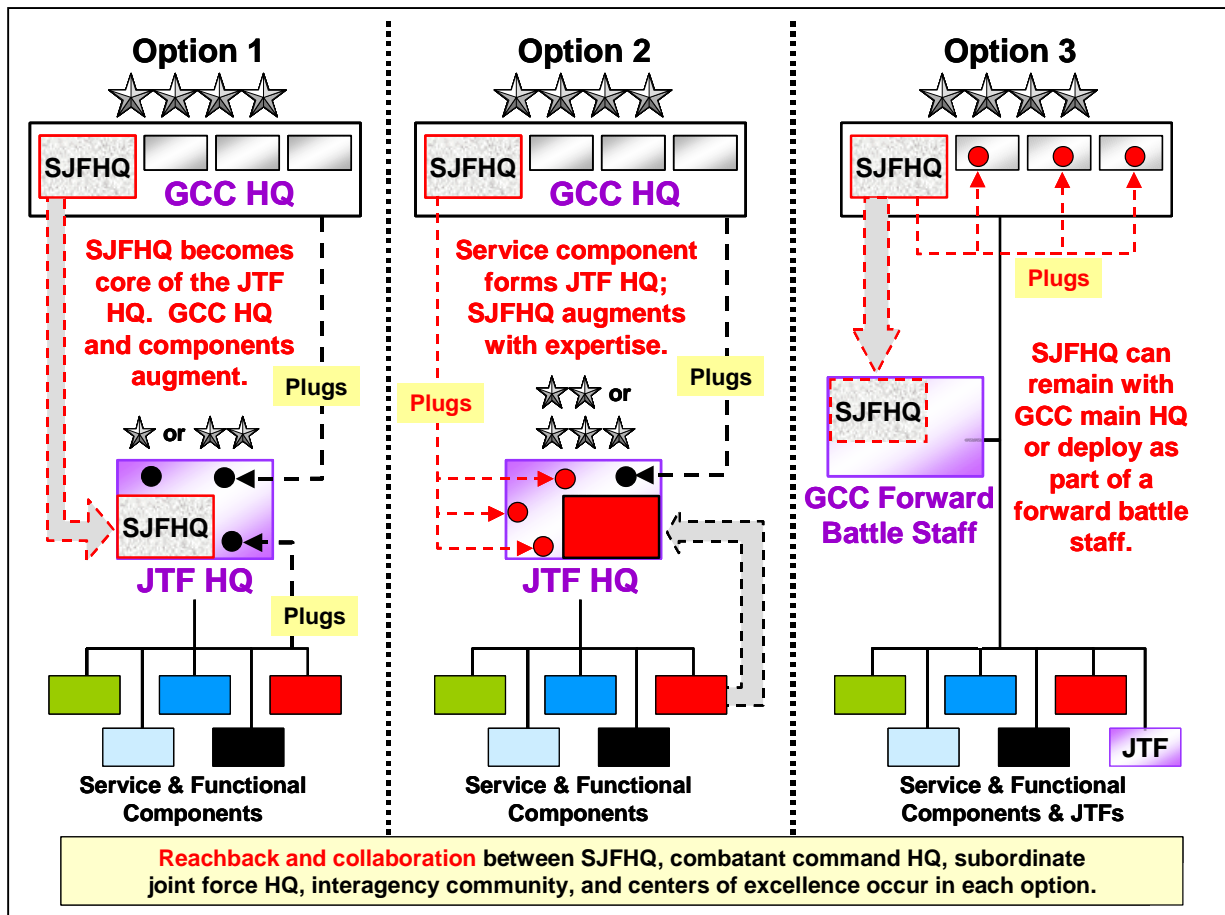 Option 1
SJFHQ
GCC HQ
SJFHQ becomes
core of the JTF
HQ. GCC HQ
and components
augment.
Plugs
or
SJFHQ
JTF HQ
Plugs
Service & Functional
Components
Option 2
SJFHQ
GCC HQ
Service component
forms JTF HQ;
SJFHQ augments
with expertise.
Plugs
Plugs
or
JTF HQ
Service & Functional
Components
Option 3
SJFHQ
Plugs
SJFHQ
GCC Forward
Battle Staff
SJFHQ can
remain with
GCC main HQ
or deploy as
part of a
forward battle
staff.
JTF
Service & Functional
Components & JTFs
Reachback and collaboration between SJFHQ, combatant command HQ, subordinate
joint force HQ, interagency community, and centers of excellence occur in each option.